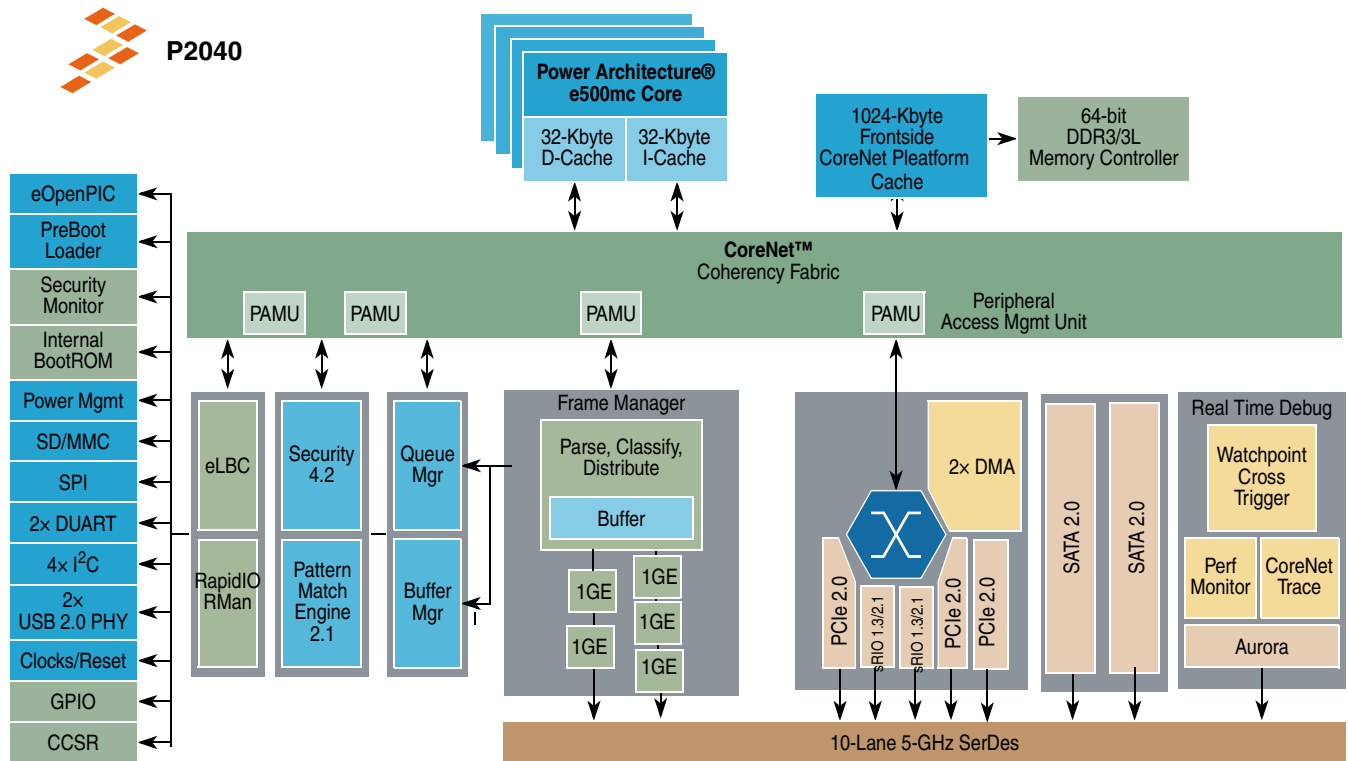 P2040
Power Architecture®
e500mc Core
32-Kbyte
D-Cache
32-Kbyte
I-Cache
1024-Kbyte
Frontside
CoreNet Pleatform
Cache
64-bit
DDR3/3L
Memory Controller
eOpenPIC
PreBoot
Loader
Security
Monitor
Internal
BootROM
Power Mgmt
SD/MMC
SPI
2× DUART
4× I²C
2×
USB 2.0 PHY
Clocks/Reset
GPIO
CCSR
CoreNet™
Coherency Fabric
PAMU
PAMU
PAMU
PAMU
Peripheral
Access Mgmt Unit
eLBC
RapidIO
RMan
Security
4.2
Pattern
Match
Engine
2.1
Queue
Mgr
Buffer
Mgr
Frame Manager
Parse, Classify,
Distribute
Buffer
1GE
1GE
1GE
1GE
1GE
2× DMA
PCIe 2.0
sRIO 1.3/2.1
sRIO 1.3/2.1
PCIe 2.0
PCIe 2.0
SATA 2.0
SATA 2.0
Real Time Debug
Watchpoint
Cross
Trigger
Perf
Monitor
CoreNet
Trace
Aurora
10-Lane 5-GHz SerDes